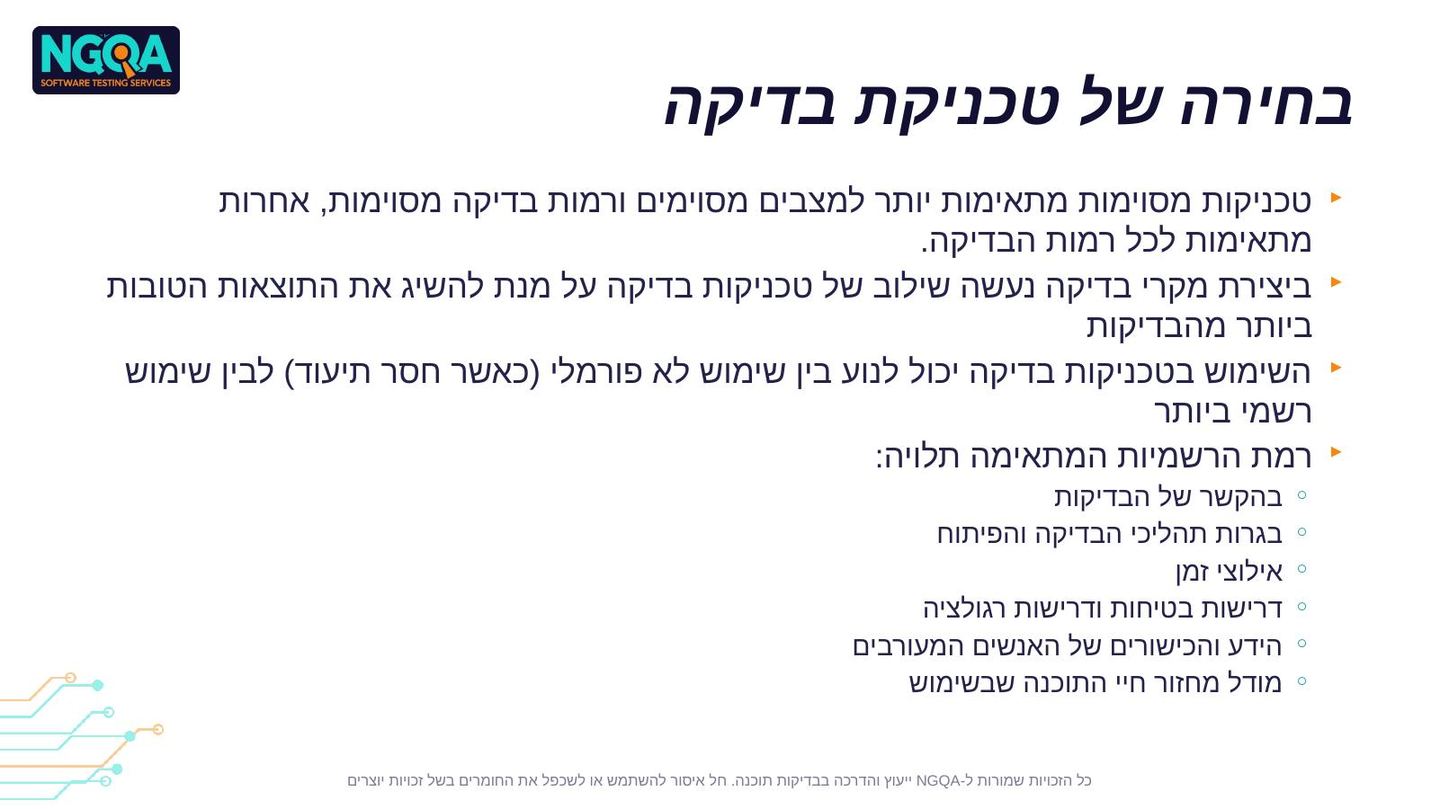 NGQA
SOFTWARE TESTING SERVICES
בחירה של טכניקת בדיקה
טכניקות מסוימות מתאימות יותר למצבים מסוימים ורמות בדיקה מסוימות, אחרות
מתאימות לכל רמות הבדיקה.
ביצירת מקרי בדיקה נעשה שילוב של טכניקות בדיקה על מנת להשיג את התוצאות הטובות
ביותר מהבדיקות
השימוש בטכניקות בדיקה יכול לנוע בין שימוש לא פורמלי (כאשר חסר תיעוד) לבין שימוש
רשמי ביותר
רמת הרשמיות המתאימה תלויה:
בהקשר של הבדיקות
בגרות תהליכי הבדיקה והפיתוח
אילוצי זמן
דרישות בטיחות ודרישות רגולציה
הידע והכישורים של האנשים המעורבים
מודל מחזור חיי התוכנה שבשימוש
כל הזכויות שמורות ל-NGQA ייעוץ והדרכה בבדיקות תוכנה. חל איסור להשתמש או לשכפל את החומרים בשל זכויות יוצרים